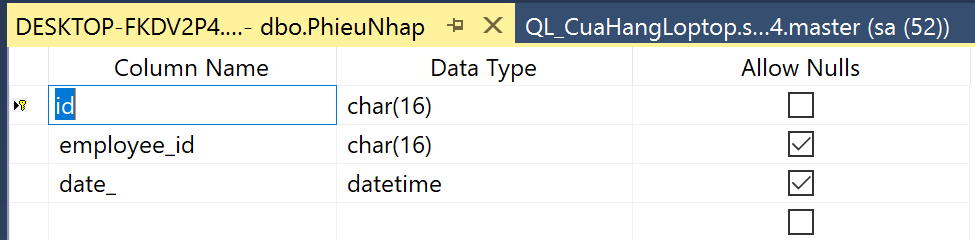 DESKTOP-FKDV2P4....- dbo.PhieuNhap QL_CuaHangLoptop.s...4.master (sa (52))
Column Name Data Type Allow Nulls
id char(16)
employee_id char(16)
date_ datetime